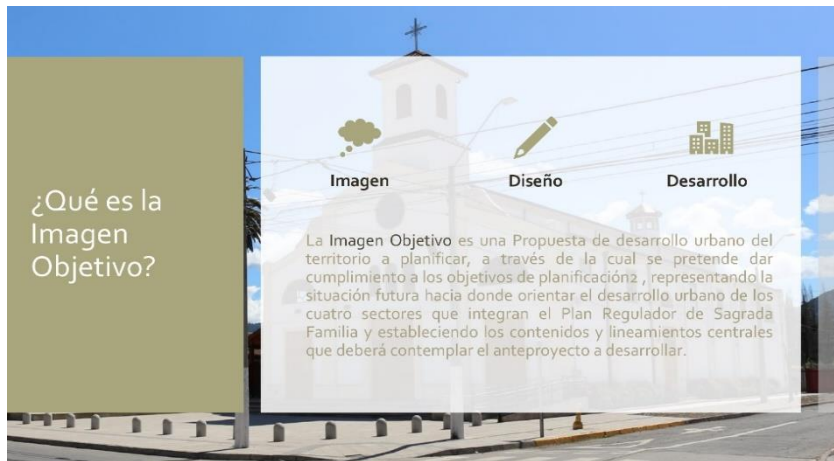 ¿Qué es la
Imagen
Objetivo?
Imagen
Diseño
Desarrollo
La Imagen Objetivo es una Propuesta de desarrollo urbano del
territorio a planificar, a través de la cual se pretende dar
cumplimiento a los objetivos de planificación2 , representando la
situación futura hacia donde orientar el desarrollo urbano de los
cuatro sectores que integran el Plan Regulador de Sagrada
Familia y estableciendo los contenidos y lineamientos centrales
que deberá contemplar el anteproyecto a desarrollar.